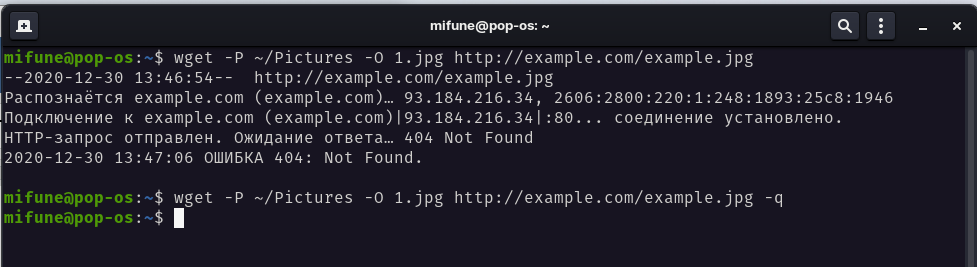 mifune@pop-os: ~
mifune@pop-os:~$ wget -P ~/Pictures -O 1.jpg http://example.com/example.jpg
--2020-12-30 13:46:54--  http://example.com/example.jpg
Распознаётся example.com (example.com)… 93.184.216.34, 2606:2800:220:1:248:1893:25c8:1946
Подключение к example.com (example.com)|93.184.216.34|:80... соединение установлено.
HTTP-запрос отправлен. Ожидание ответа… 404 Not Found
2020-12-30 13:47:06 ОШИБКА 404: Not Found.
mifune@pop-os:~$ wget -P ~/Pictures -O 1.jpg http://example.com/example.jpg -q
mifune@pop-os:~$